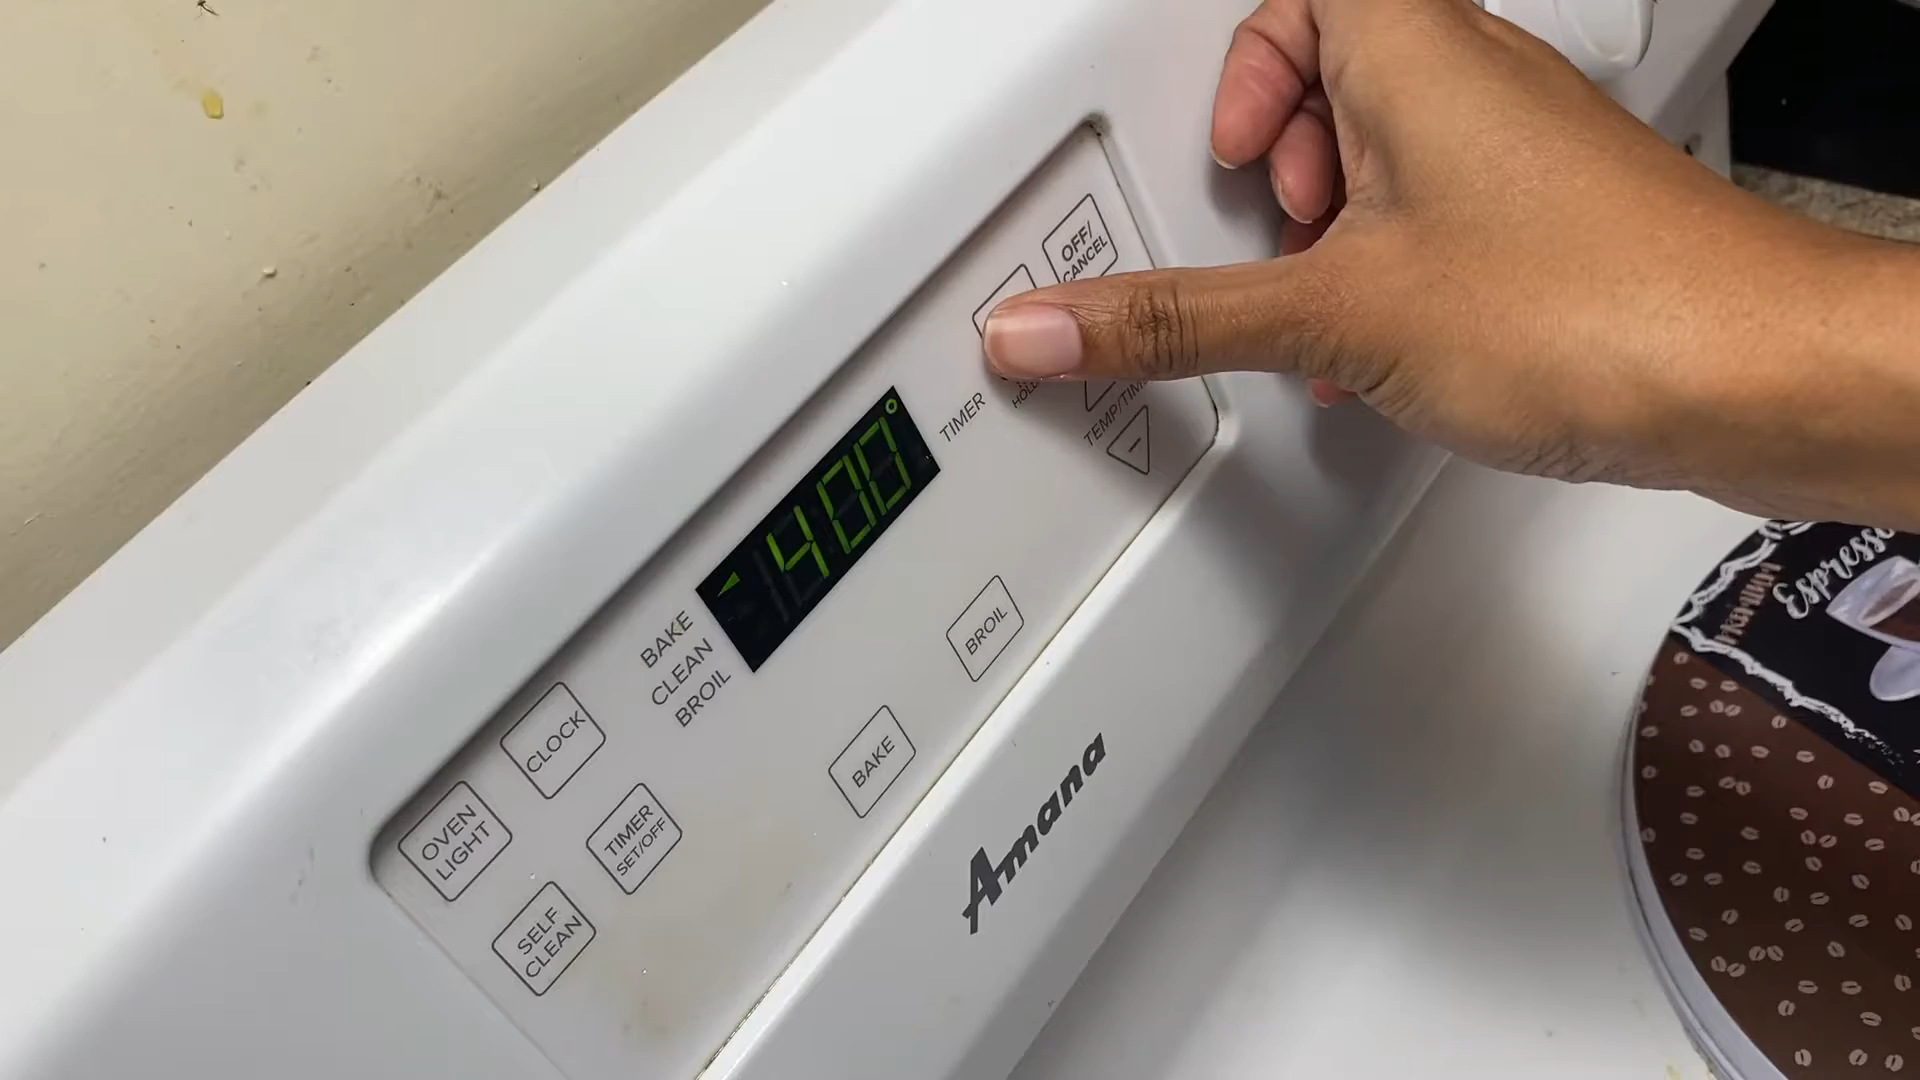 OFF/
CANCEL
TIMER
400°
TEMP/TIME
-
BAKE
CLEAN
BROIL
BROIL
CLOCK
BAKE
OVEN
LIGHT
TIMER
SET/OFF
SELF
CLEAN
Amana
Espresso